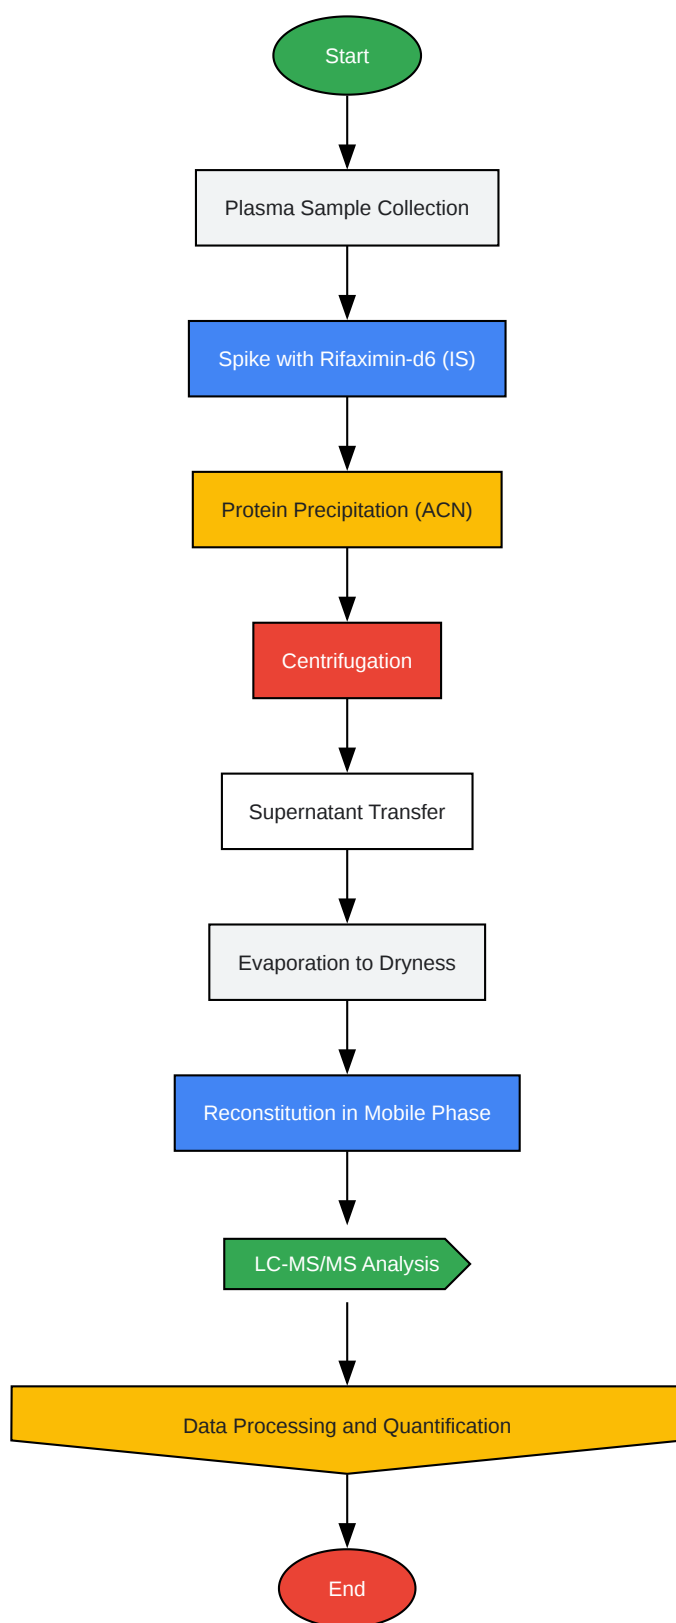 Start
Plasma Sample Collection
Spike with Rifaximin-d6 (IS)
Protein Precipitation (ACN)
Centrifugation
Supernatant Transfer
Evaporation to Dryness
Reconstitution in Mobile Phase
LC-MS/MS Analysis
Data Processing and Quantification
End